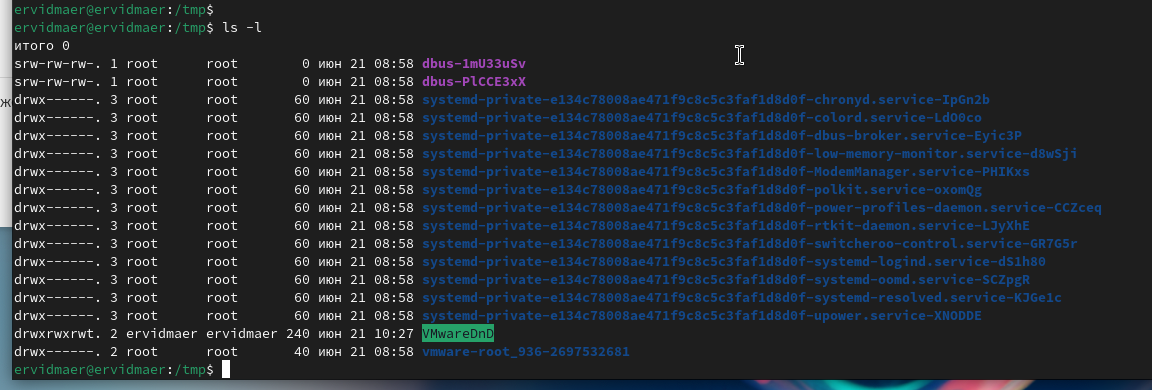 ervidmaer@ervidmaer:/tmp$
ervidmaer@ervidmaer:/tmp$ ls -l
итого 0
srw-rw-rw-. 1 root      root        0 июн 21 08:58 dbus-1mU33uSv
srw-rw-rw-. 1 root      root        0 июн 21 08:58 dbus-PlCCE3xX
drwx------. 3 root      root       60 июн 21 08:58 systemd-private-e134c78008ae471f9c8c5c3faf1d8d0f-chronyd.service-IpGn2b
drwx------. 3 root      root       60 июн 21 08:58 systemd-private-e134c78008ae471f9c8c5c3faf1d8d0f-colord.service-LdO0co
drwx------. 3 root      root       60 июн 21 08:58 systemd-private-e134c78008ae471f9c8c5c3faf1d8d0f-dbus-broker.service-Eyic3P
drwx------. 3 root      root       60 июн 21 08:58 systemd-private-e134c78008ae471f9c8c5c3faf1d8d0f-low-memory-monitor.service-d8wSji
drwx------. 3 root      root       60 июн 21 08:58 systemd-private-e134c78008ae471f9c8c5c3faf1d8d0f-ModemManager.service-PHIKxs
drwx------. 3 root      root       60 июн 21 08:58 systemd-private-e134c78008ae471f9c8c5c3faf1d8d0f-polkit.service-oxomQg
drwx------. 3 root      root       60 июн 21 08:58 systemd-private-e134c78008ae471f9c8c5c3faf1d8d0f-power-profiles-daemon.service-CCZceq
drwx------. 3 root      root       60 июн 21 08:58 systemd-private-e134c78008ae471f9c8c5c3faf1d8d0f-rtkit-daemon.service-LJyXhE
drwx------. 3 root      root       60 июн 21 08:58 systemd-private-e134c78008ae471f9c8c5c3faf1d8d0f-switcheroo-control.service-GR7G5r
drwx------. 3 root      root       60 июн 21 08:58 systemd-private-e134c78008ae471f9c8c5c3faf1d8d0f-systemd-logind.service-dS1h80
drwx------. 3 root      root       60 июн 21 08:58 systemd-private-e134c78008ae471f9c8c5c3faf1d8d0f-systemd-oomd.service-SCZpgR
drwx------. 3 root      root       60 июн 21 08:58 systemd-private-e134c78008ae471f9c8c5c3faf1d8d0f-systemd-resolved.service-KJGe1c
drwx------. 3 root      root       60 июн 21 08:58 systemd-private-e134c78008ae471f9c8c5c3faf1d8d0f-upower.service-XNODDE
drwxrwxrwt. 2 ervidmaer ervidmaer 240 июн 21 10:27 VMwareDnD
drwx------. 2 root      root       40 июн 21 08:58 vmware-root_936-2697532681
ervidmaer@ervidmaer:/tmp$